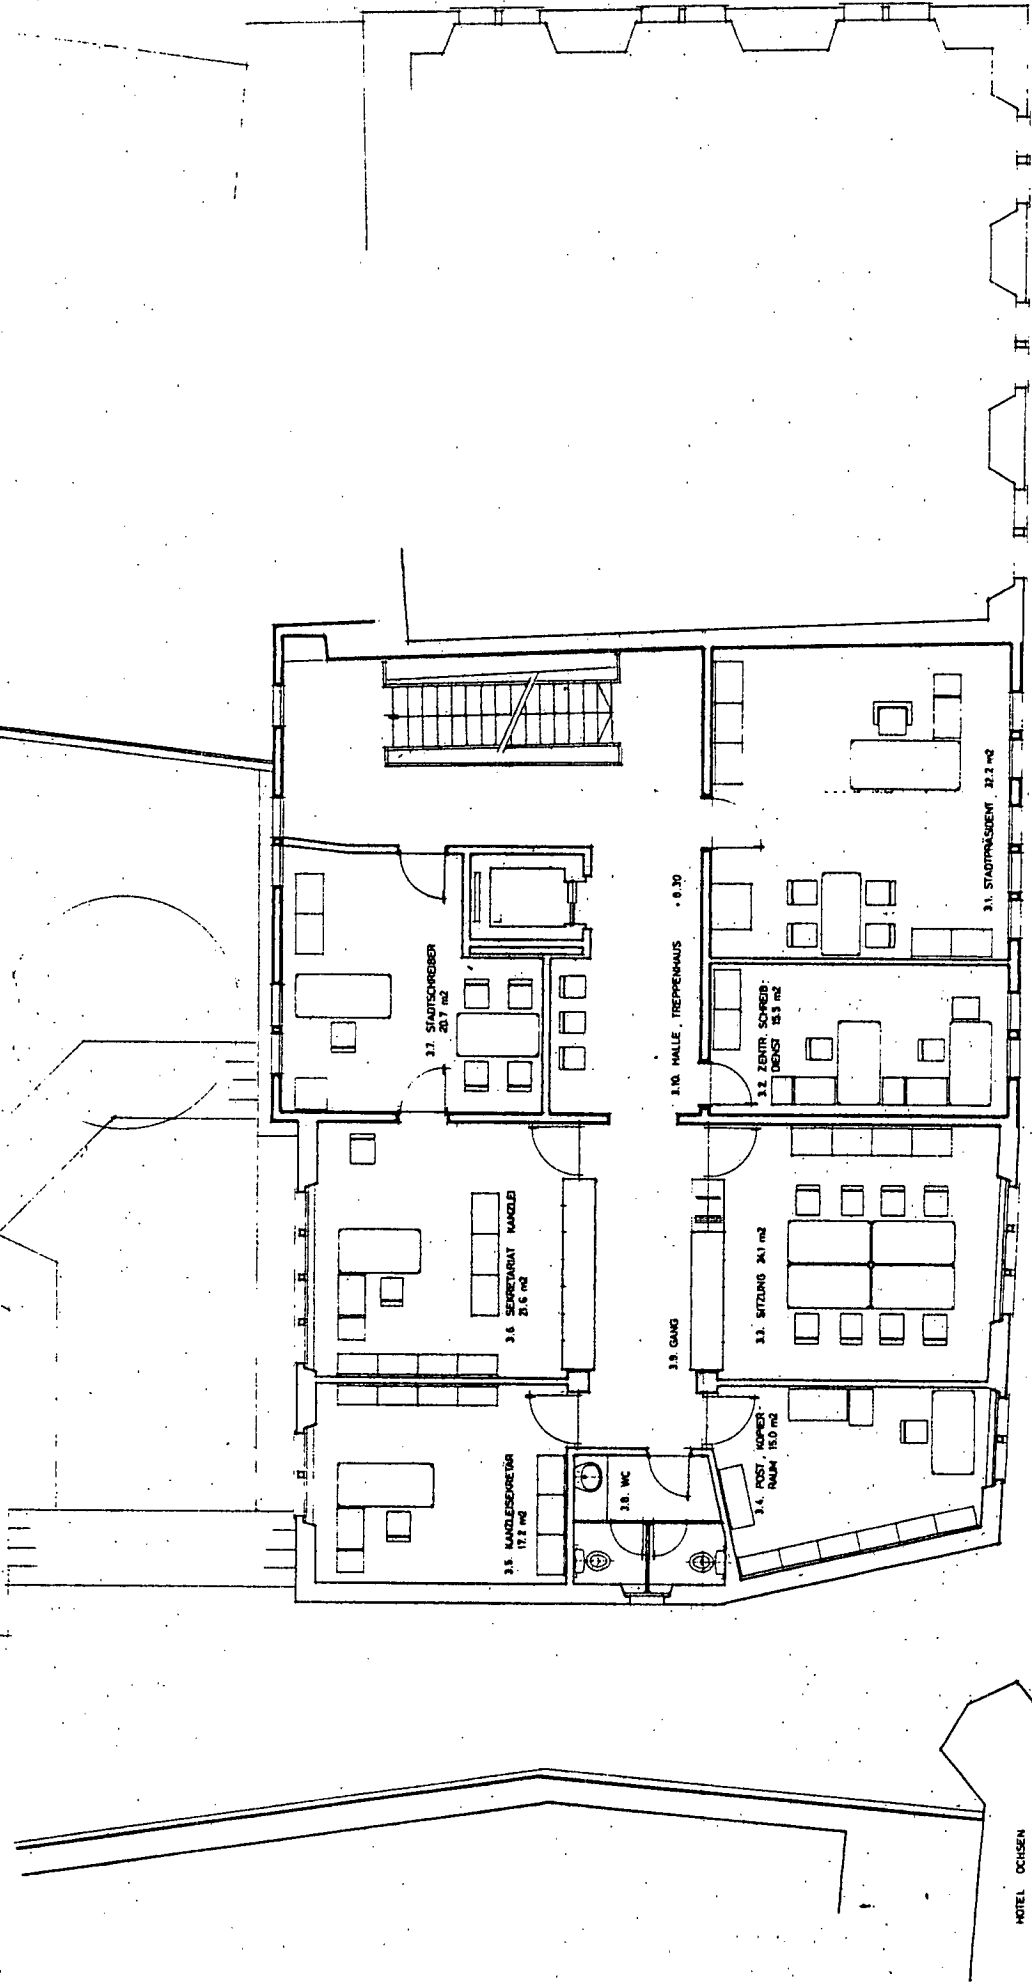 3.1. STADTPRÄSIDENT 32.2 m2
3.2. ZENTR. SCHREIB-
DIENST 15.5 m2
3.3. SITZUNG 34.1 m2
3.4. POST, KOPIER-
RAUM 15.0 m2
3.5. KANZLEISEKRETÄR
17.2 m2
3.6. SEKRETARIAT KANZLEI
21.6 m2
3.7. STADTSCHREIBER
20.7 m2
3.8. WC
3.9. GANG
3.10. HALLE, TREPPENHAUS + 8.30
HOTEL OCHSEN